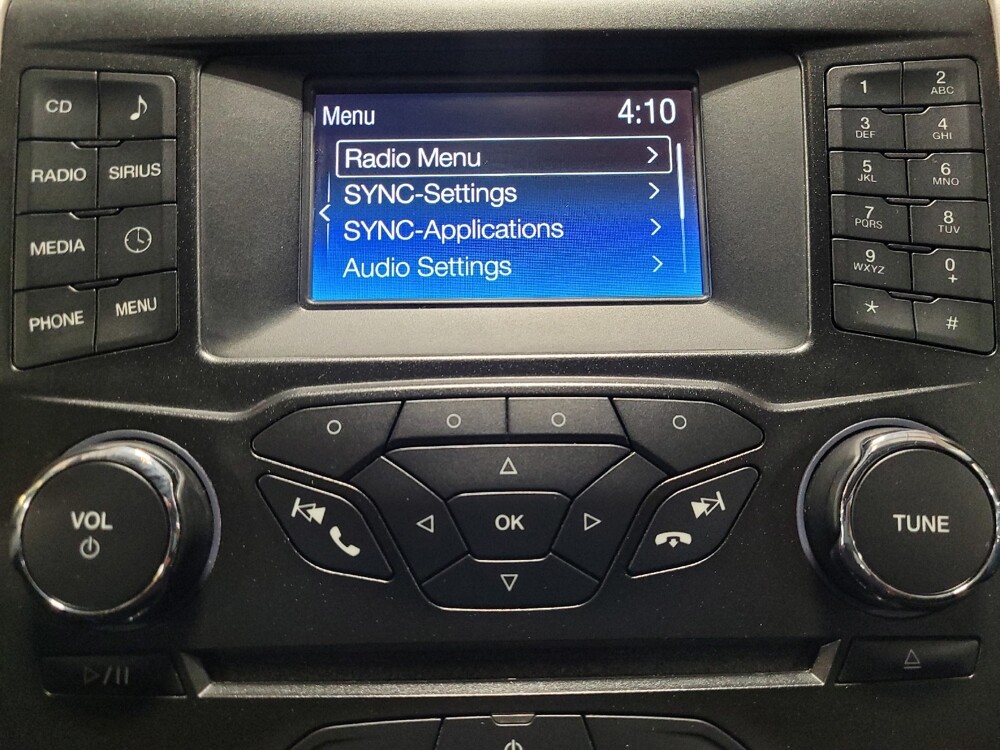 Menu 4:10
Radio Menu
SYNC-Settings
SYNC-Applications
Audio Settings
CD
RADIO SIRIUS
MEDIA
PHONE MENU
1 2 ABC
3 DEF 4 GHI
5 JKL 6 MNO
7 PQRS 8 TUV
9 WXYZ 0 +
* #
VOL
OK
TUNE